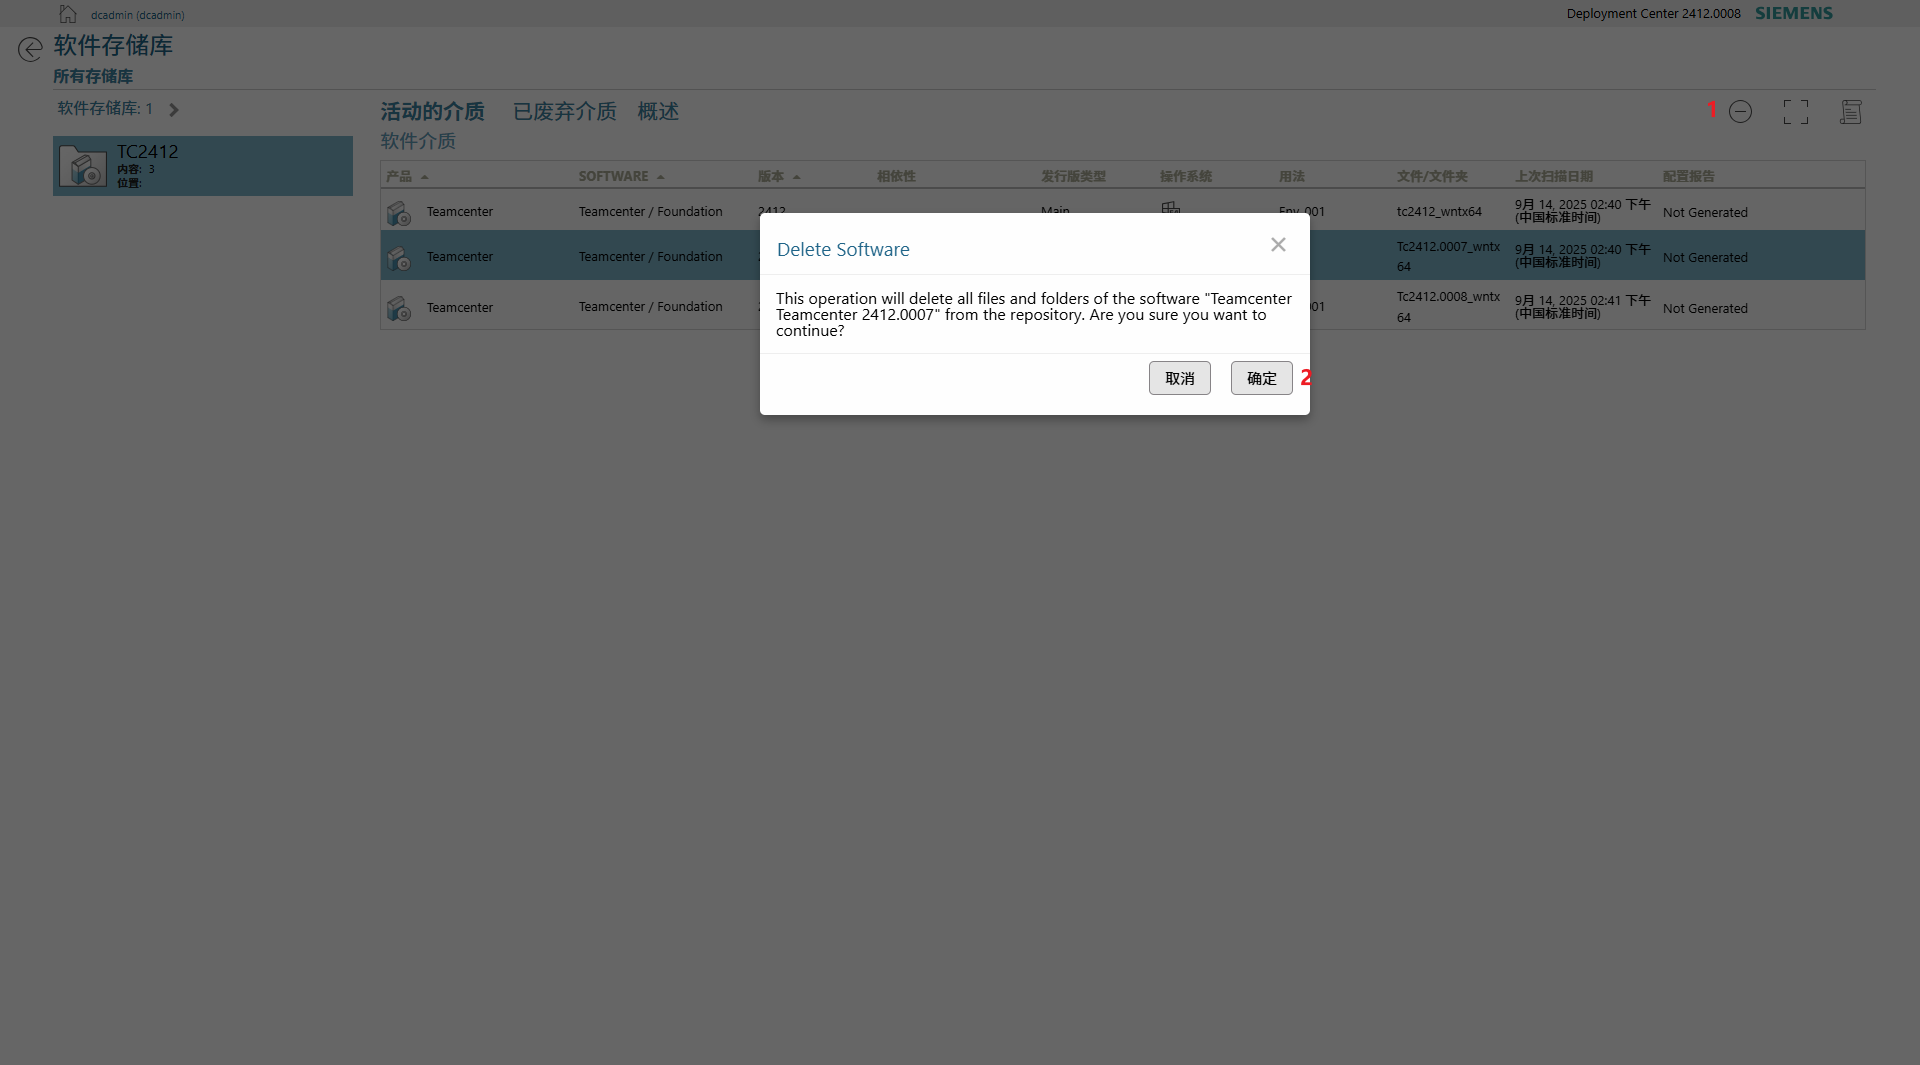 dcadmin (dcadmin)
Deployment Center 2412.0008 SIEMENS
软件存储库
所有存储库
软件存储库: 1
TC2412
内容: 3
位置:
活动的介质 已废弃介质 概述
1
软件介质
产品 SOFTWARE 版本 相依性 发行版类型 操作系统 用法 文件/文件夹 上次扫描日期 配置报告
Teamcenter Teamcenter / Foundation 2412 Main Env_001 tc2412_wntx64 9月 14, 2025 02:40 下午 (中国标准时间) Not Generated
Teamcenter Teamcenter / Foundation Tc2412.0007_wntx64 9月 14, 2025 02:40 下午 (中国标准时间) Not Generated
Teamcenter Teamcenter / Foundation 001 Tc2412.0008_wntx64 9月 14, 2025 02:41 下午 (中国标准时间) Not Generated
Delete Software
This operation will delete all files and folders of the software "Teamcenter
Teamcenter 2412.0007" from the repository. Are you sure you want to
continue?
取消 确定 2